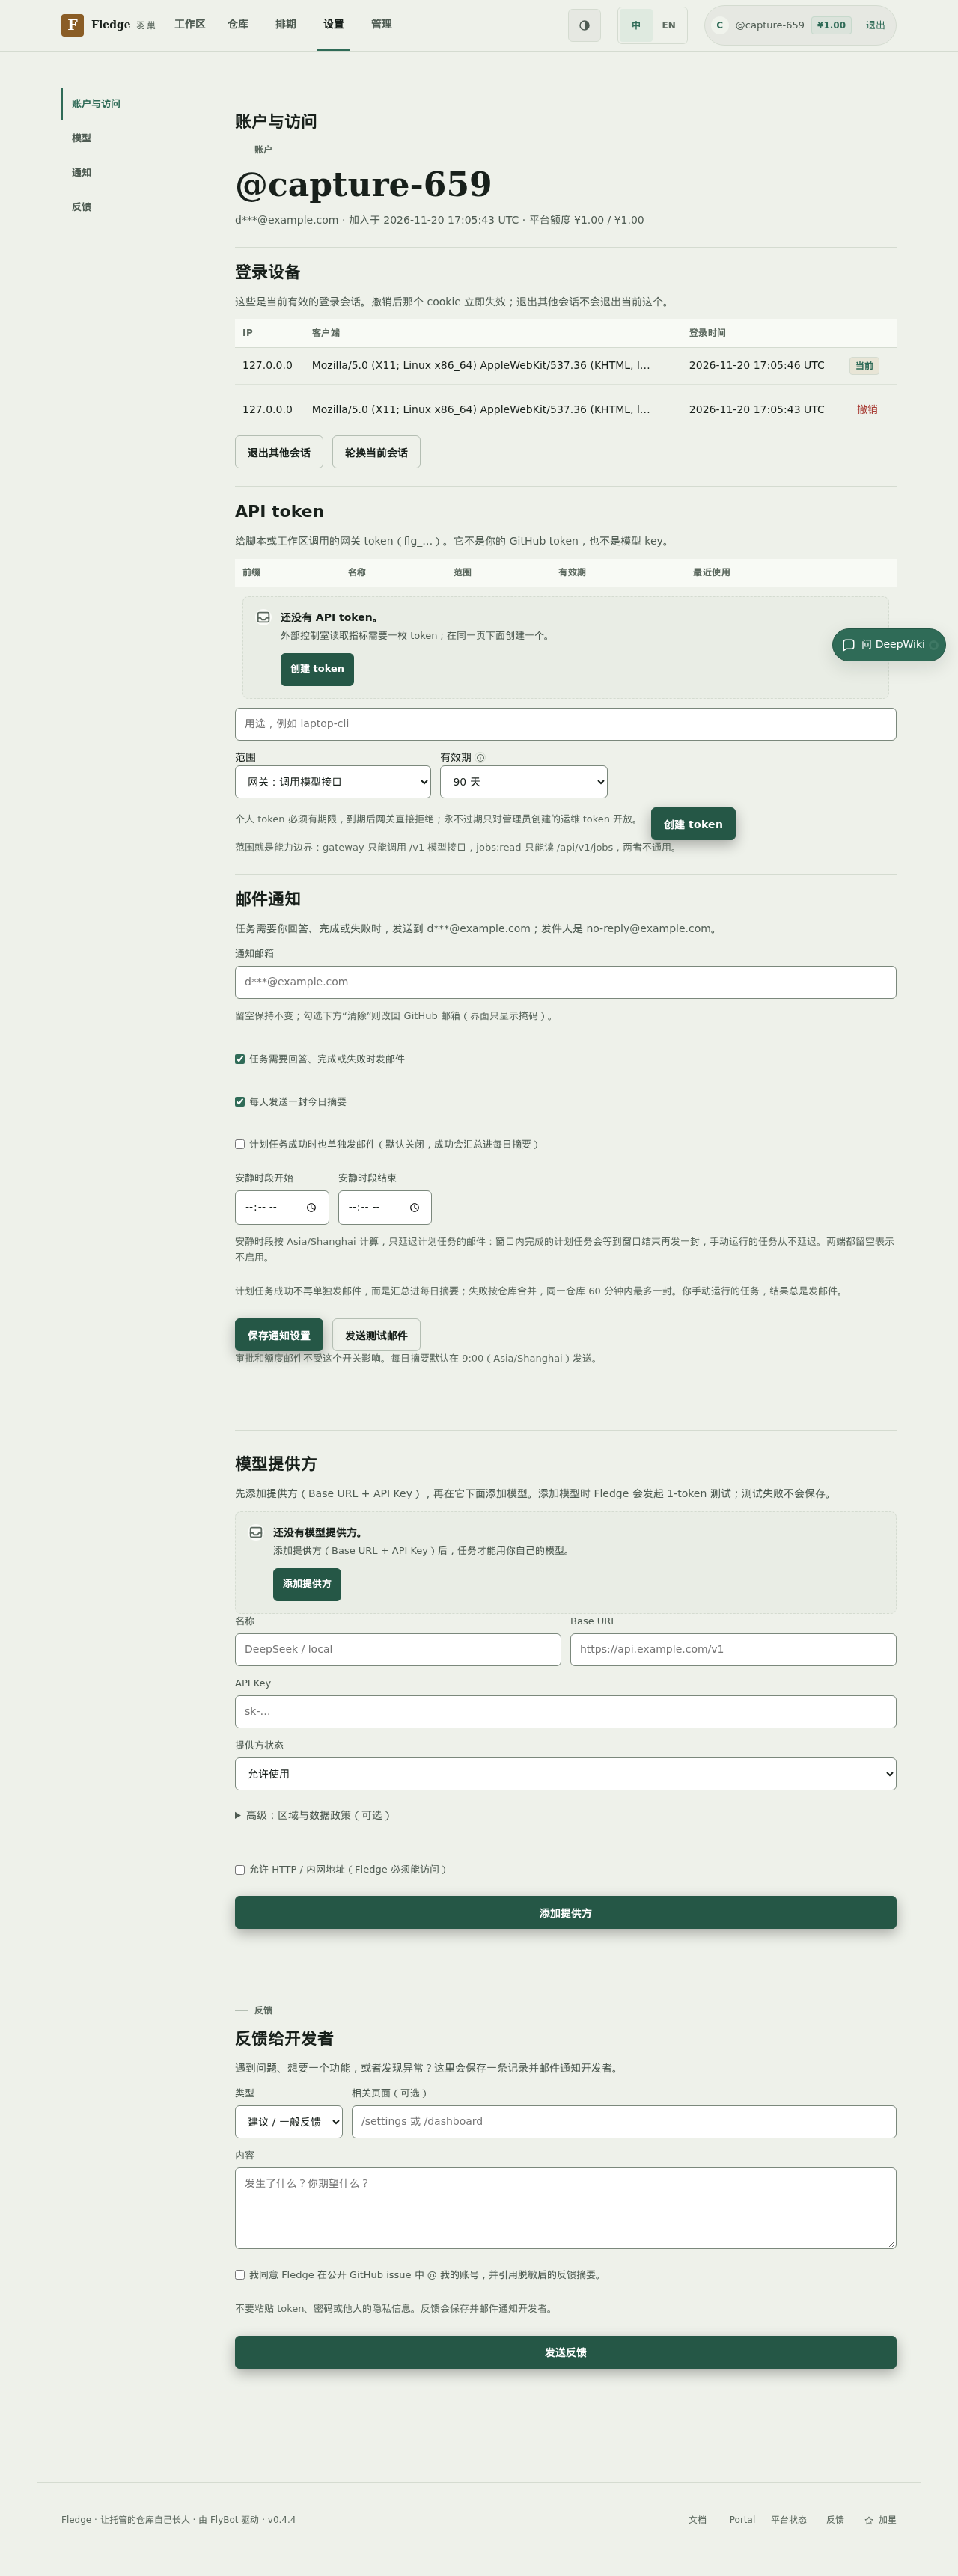 F Fledge 羽巢 工作区 仓库 排期 设置 管理 中 EN C @capture-659 ¥1.00 退出
账户与访问
模型
通知
反馈
账户与访问
账户
@capture-659
d***@example.com · 加入于 2026-11-20 17:05:43 UTC · 平台额度 ¥1.00 / ¥1.00
登录设备
这些是当前有效的登录会话。撤销后那个 cookie 立即失效；退出其他会话不会退出当前这个。
IP 客户端 登录时间
127.0.0.0 Mozilla/5.0 (X11; Linux x86_64) AppleWebKit/537.36 (KHTML, l… 2026-11-20 17:05:46 UTC 当前
127.0.0.0 Mozilla/5.0 (X11; Linux x86_64) AppleWebKit/537.36 (KHTML, l… 2026-11-20 17:05:43 UTC 撤销
退出其他会话 轮换当前会话
API token
给脚本或工作区调用的网关 token（flg_…）。它不是你的 GitHub token，也不是模型 key。
前缀 名称 范围 有效期 最近使用
还没有 API token。
外部控制室读取指标需要一枚 token；在同一页下面创建一个。
创建 token
问 DeepWiki
用途，例如 laptop-cli
范围 有效期
网关：调用模型接口 90 天
个人 token 必须有期限，到期后网关直接拒绝；永不过期只对管理员创建的运维 token 开放。 创建 token
范围就是能力边界：gateway 只能调用 /v1 模型接口，jobs:read 只能读 /api/v1/jobs，两者不通用。
邮件通知
任务需要你回答、完成或失败时，发送到 d***@example.com；发件人是 no-reply@example.com。
通知邮箱
d***@example.com
留空保持不变；勾选下方“清除”则改回 GitHub 邮箱（界面只显示掩码）。
任务需要回答、完成或失败时发邮件
每天发送一封今日摘要
计划任务成功时也单独发邮件（默认关闭，成功会汇总进每日摘要）
安静时段开始 安静时段结束
--:-- -- --:-- --
安静时段按 Asia/Shanghai 计算，只延迟计划任务的邮件：窗口内完成的计划任务会等到窗口结束再发一封，手动运行的任务从不延迟。两端都留空表示
不启用。
计划任务成功不再单独发邮件，而是汇总进每日摘要；失败按仓库合并，同一仓库 60 分钟内最多一封。你手动运行的任务，结果总是发邮件。
保存通知设置 发送测试邮件
审批和额度邮件不受这个开关影响。每日摘要默认在 9:00（Asia/Shanghai）发送。
模型提供方
先添加提供方（Base URL + API Key），再在它下面添加模型。添加模型时 Fledge 会发起 1-token 测试；测试失败不会保存。
还没有模型提供方。
添加提供方（Base URL + API Key）后，任务才能用你自己的模型。
添加提供方
名称 Base URL
DeepSeek / local https://api.example.com/v1
API Key
sk-…
提供方状态
允许使用
高级：区域与数据政策（可选）
允许 HTTP / 内网地址（Fledge 必须能访问）
添加提供方
反馈
反馈给开发者
遇到问题、想要一个功能，或者发现异常？这里会保存一条记录并邮件通知开发者。
类型 相关页面（可选）
建议 / 一般反馈 /settings 或 /dashboard
内容
发生了什么？你期望什么？
我同意 Fledge 在公开 GitHub issue 中 @ 我的账号，并引用脱敏后的反馈摘要。
不要粘贴 token、密码或他人的隐私信息。反馈会保存并邮件通知开发者。
发送反馈
Fledge · 让托管的仓库自己长大 · 由 FlyBot 驱动 · v0.4.4 文档 Portal 平台状态 反馈 加星